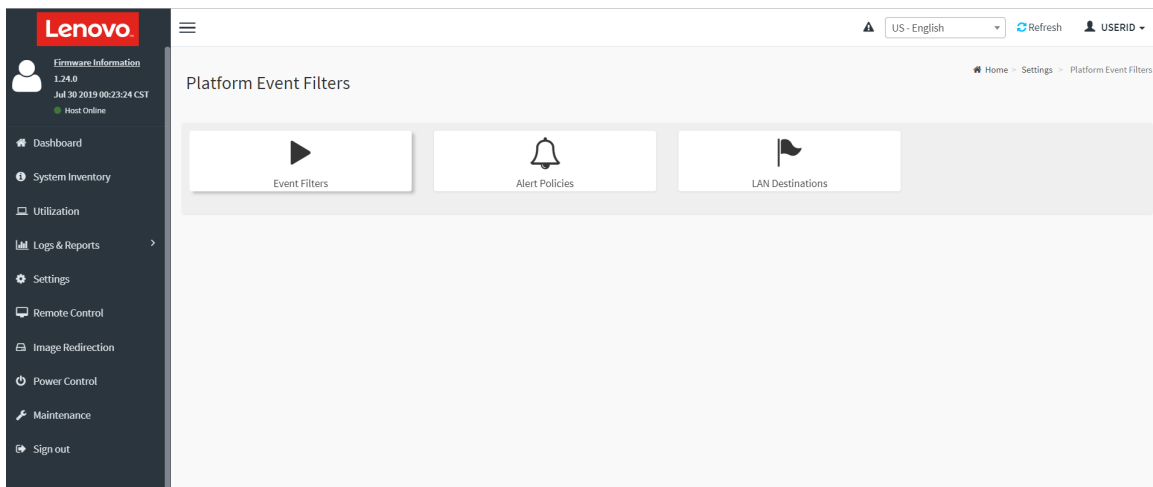 Lenovo
US - English
Refresh
USERID
Firmware Information
1.24.0
Jul 30 2019 00:23:24 CST
Host Online
Platform Event Filters
Home > Settings > Platform Event Filters
Dashboard
System Inventory
Utilization
Logs & Reports
Settings
Remote Control
Image Redirection
Power Control
Maintenance
Sign out
Event Filters
Alert Policies
LAN Destinations